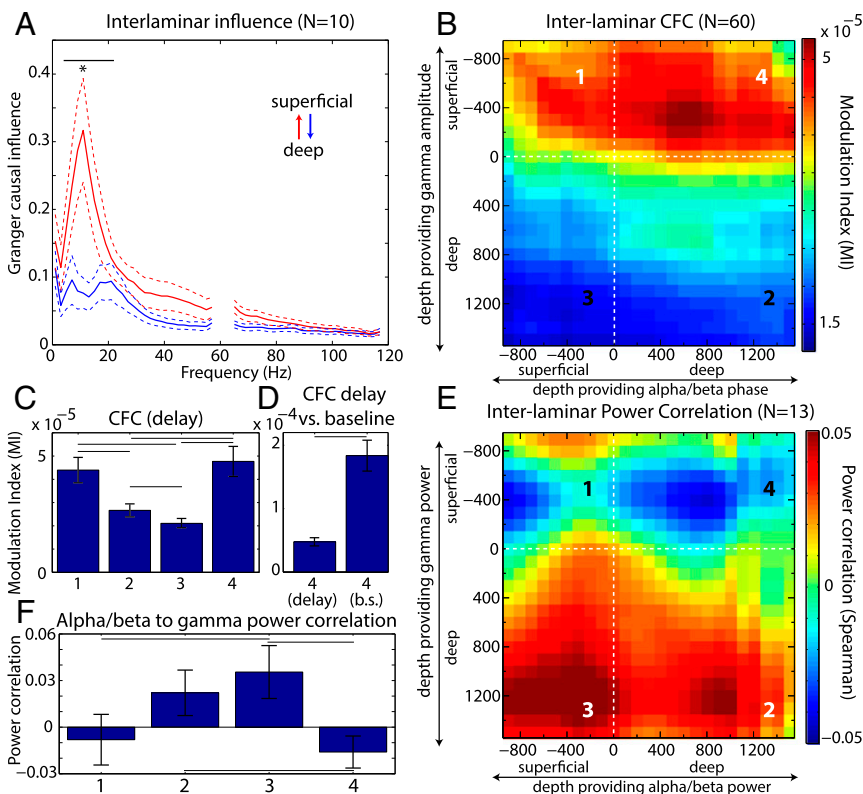 A
Interlaminar influence (N=10)
Granger causal influence
0.4
0.3
0.2
0.1
0
*
superficial
deep
0 20 40 60 80 100 120
Frequency (Hz)
B
Inter-laminar CFC (N=60)
depth providing gamma amplitude
superficial
deep
−800
−400
0
400
800
1200
1 4
3 2
−800 −400 0 400 800 1200
superficial deep
depth providing alpha/beta phase
x 10⁻⁵
5
1.5
Modulation Index (MI)
C
CFC (delay)
x 10⁻⁵
Modulation Index (MI)
5
0
1 2 3 4
D
CFC delay
vs. baseline
x 10⁻⁴
2
1
0
4 4
(delay) (b.s.)
E
Inter-laminar Power Correlation (N=13)
depth providing gamma power
superficial
deep
−800
−400
0
400
800
1200
1 4
3 2
−800 −400 0 400 800 1200
superficial deep
depth providing alpha/beta power
0.05
0
−0.05
Power correlation
(Spearman)
F
Alpha/beta to gamma power correlation
Power correlation
0.06
0.03
0
−0.03
1 2 3 4